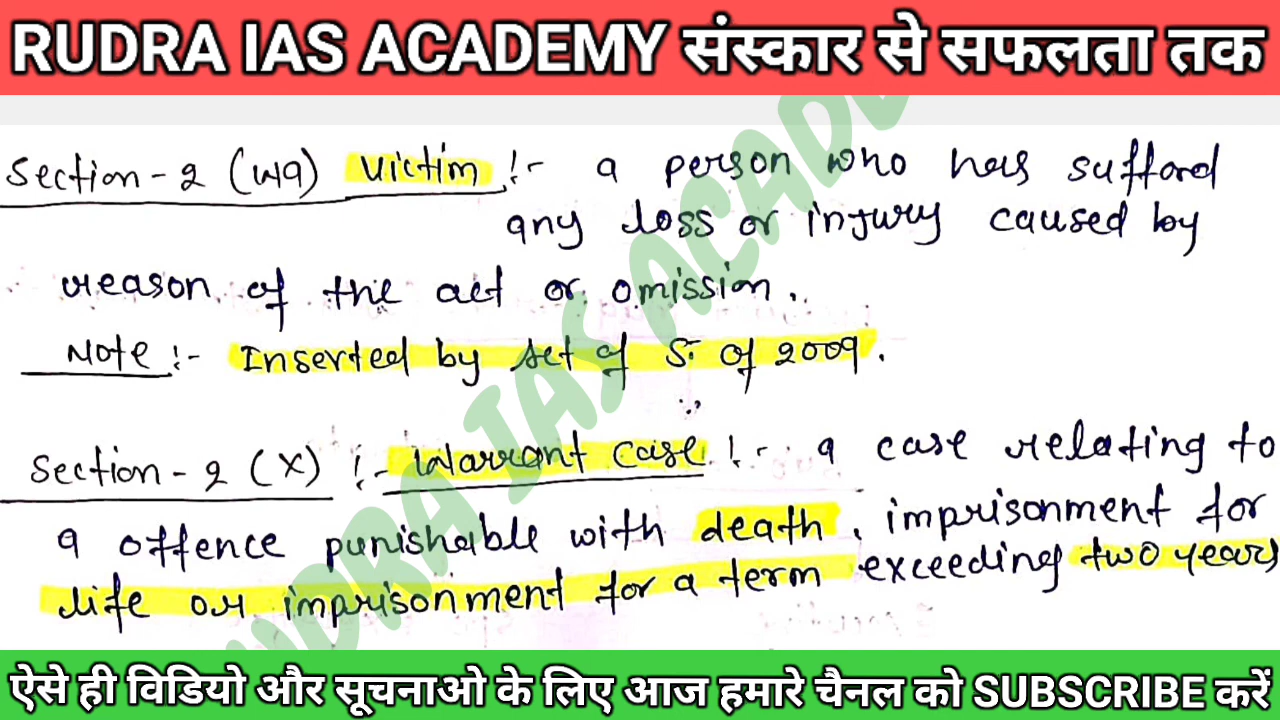 RUDRA IAS ACADEMY संस्कार से सफलता तक
Section - 2 (wa) Victim :- a person who has sufford
any loss or injury caused by
reason of the act or omission.
Note :- Inserted by Act of 5 of 2009.
Section - 2 (X) :- Warrant case :- a case relating to
a offence punishable with death, imprisonment for
life or imprisonment for a term exceeding two years
RUDRA IAS ACADEMY
ऐसे ही विडियो और सूचनाओ के लिए आज हमारे चैनल को SUBSCRIBE करें